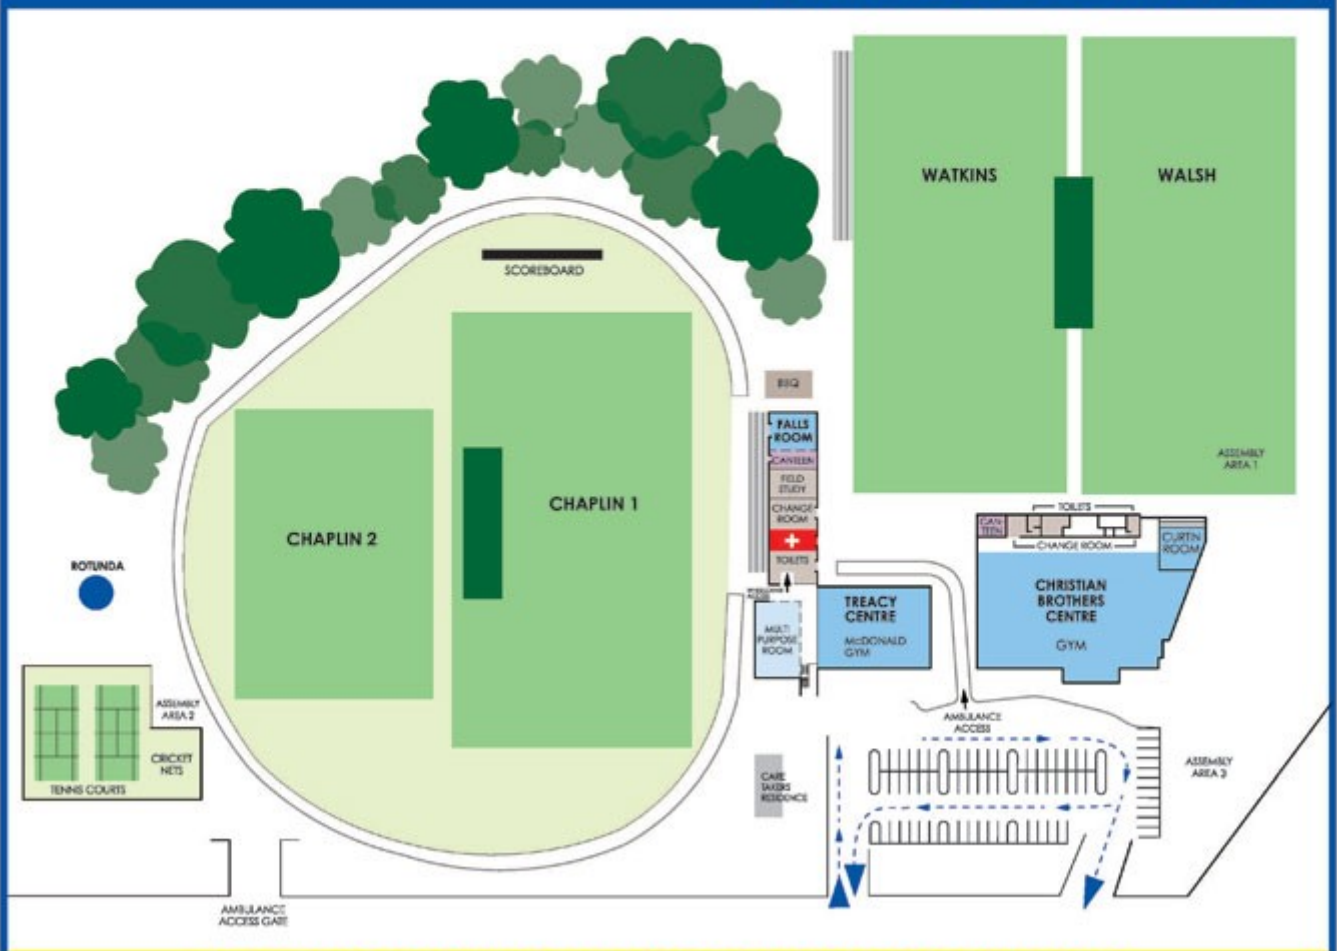 WATKINS
WALSH
SCOREBOARD
BBQ
FALLS
ROOM
CANTEEN
FIELD
STUDY
CHANGE
ROOM
TOILETS
ASSEMBLY
AREA 1
CHAPLIN 1
CHAPLIN 2
ROTUNDA
TOILETS
CAN-
TEEN
CHANGE ROOM
CURTIN
ROOM
CHRISTIAN
BROTHERS
CENTRE
GYM
TREACY
CENTRE
McDONALD
GYM
MULTI
PURPOSE
ROOM
ASSEMBLY
AREA 2
CRICKET
NETS
TENNIS COURTS
AMBULANCE
ACCESS
CARE
TAKERS
RESIDENCE
ASSEMBLY
AREA 3
AMBULANCE
ACCESS GATE